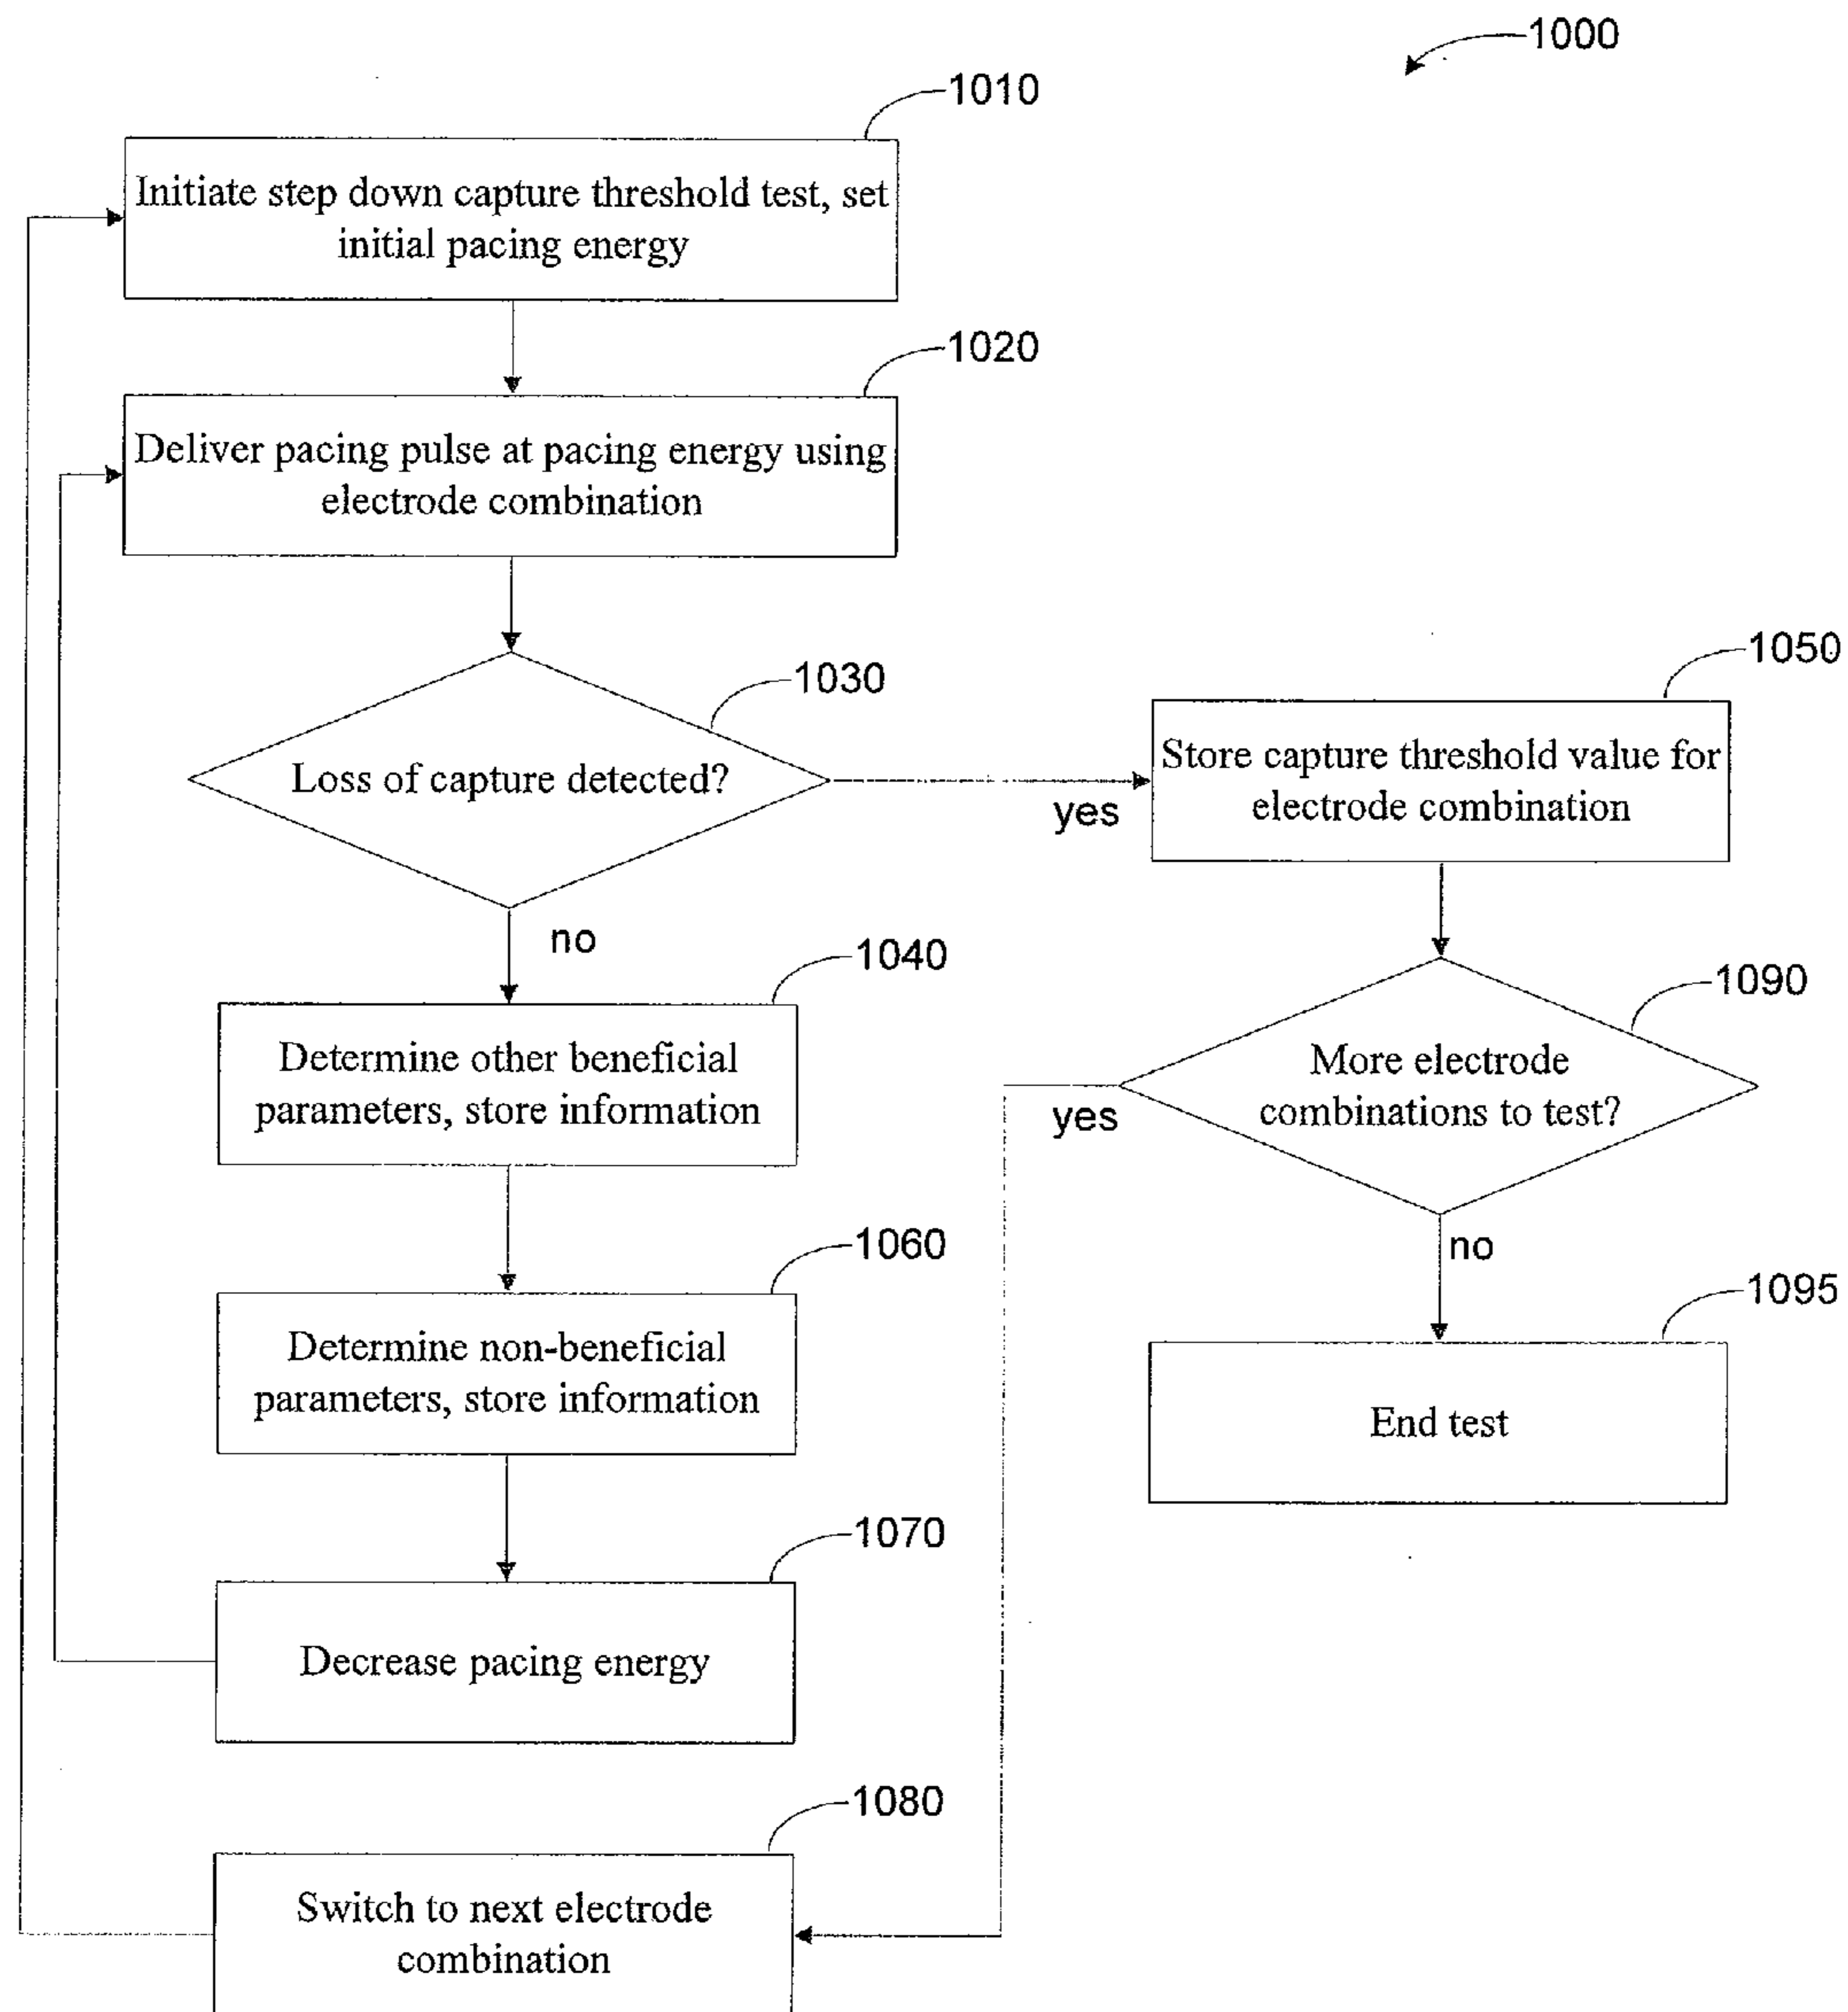 1000
1010
Initiate step down capture threshold test, set
initial pacing energy
1020
Deliver pacing pulse at pacing energy using
electrode combination
1030
Loss of capture detected?
yes
no
1050
Store capture threshold value for
electrode combination
1040
Determine other beneficial
parameters, store information
1090
More electrode
combinations to test?
yes
no
1060
Determine non-beneficial
parameters, store information
1095
End test
1070
Decrease pacing energy
1080
Switch to next electrode
combination